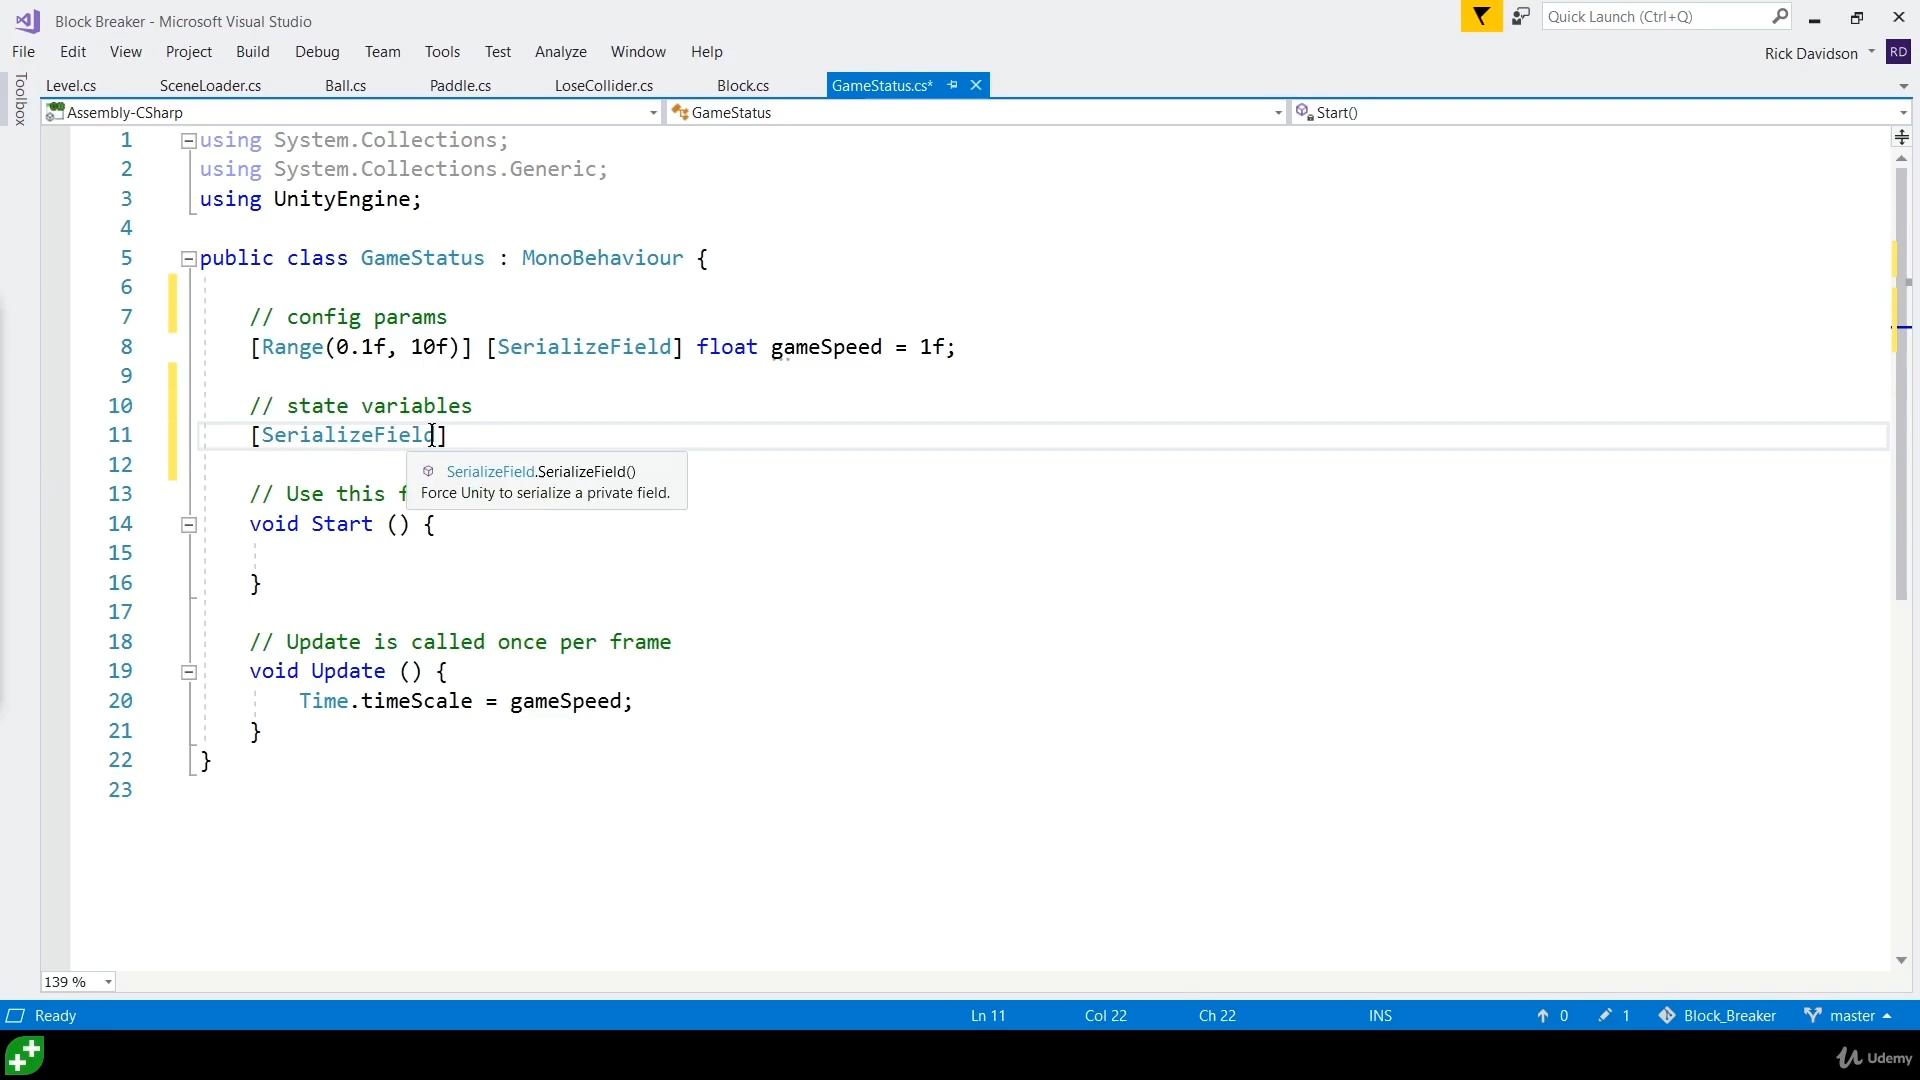 Block Breaker - Microsoft Visual Studio
Quick Launch (Ctrl+Q)
File Edit View Project Build Debug Team Tools Test Analyze Window Help
Rick Davidson RD
Toolbox
Level.cs SceneLoader.cs Ball.cs Paddle.cs LoseCollider.cs Block.cs GameStatus.cs*
Assembly-CSharp GameStatus Start()
1 using System.Collections;
2 using System.Collections.Generic;
3 using UnityEngine;
4
5 public class GameStatus : MonoBehaviour {
6
7 // config params
8 [Range(0.1f, 10f)] [SerializeField] float gameSpeed = 1f;
9
10 // state variables
11 [SerializeField]
12
SerializeField.SerializeField()
Force Unity to serialize a private field.
13 // Use this f
14 void Start () {
15
16 }
17
18 // Update is called once per frame
19 void Update () {
20 Time.timeScale = gameSpeed;
21 }
22 }
23
139 %
Ready Ln 11 Col 22 Ch 22 INS 0 1 Block_Breaker master
Udemy